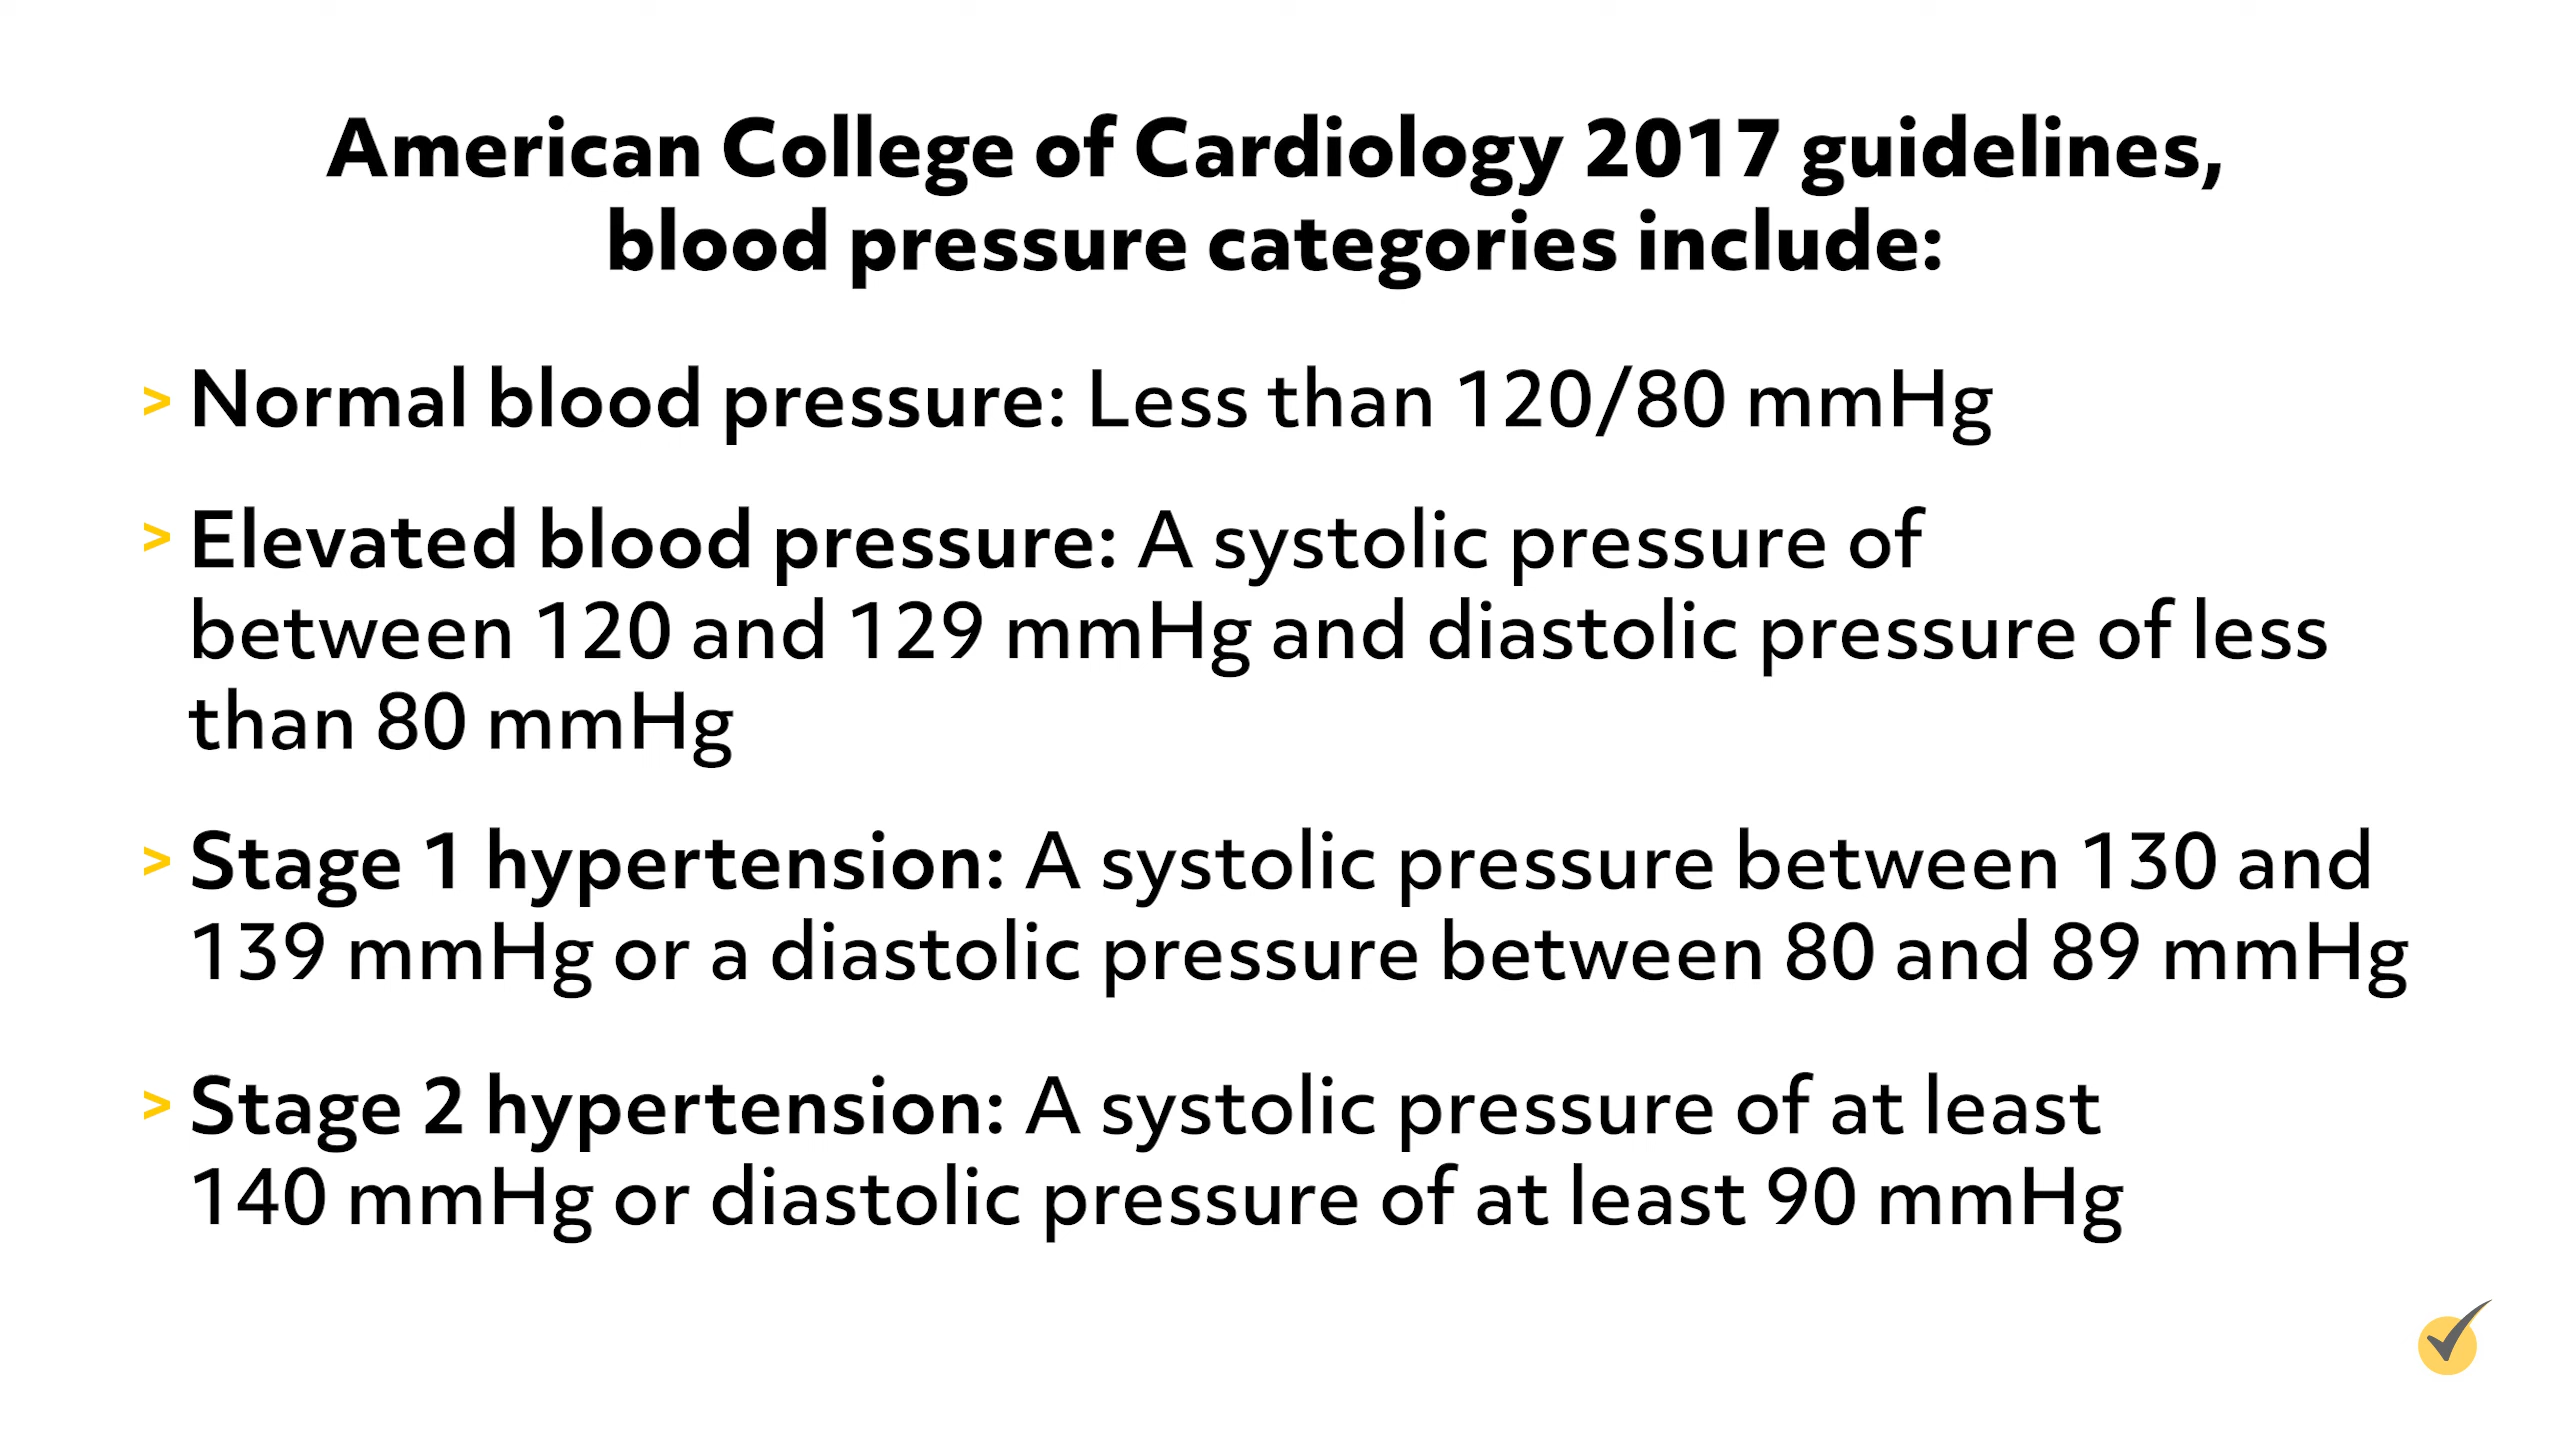 American College of Cardiology 2017 guidelines,
blood pressure categories include:
> Normal blood pressure: Less than 120/80 mmHg
> Elevated blood pressure: A systolic pressure of
between 120 and 129 mmHg and diastolic pressure of less
than 80 mmHg
> Stage 1 hypertension: A systolic pressure between 130 and
139 mmHg or a diastolic pressure between 80 and 89 mmHg
> Stage 2 hypertension: A systolic pressure of at least
140 mmHg or diastolic pressure of at least 90 mmHg